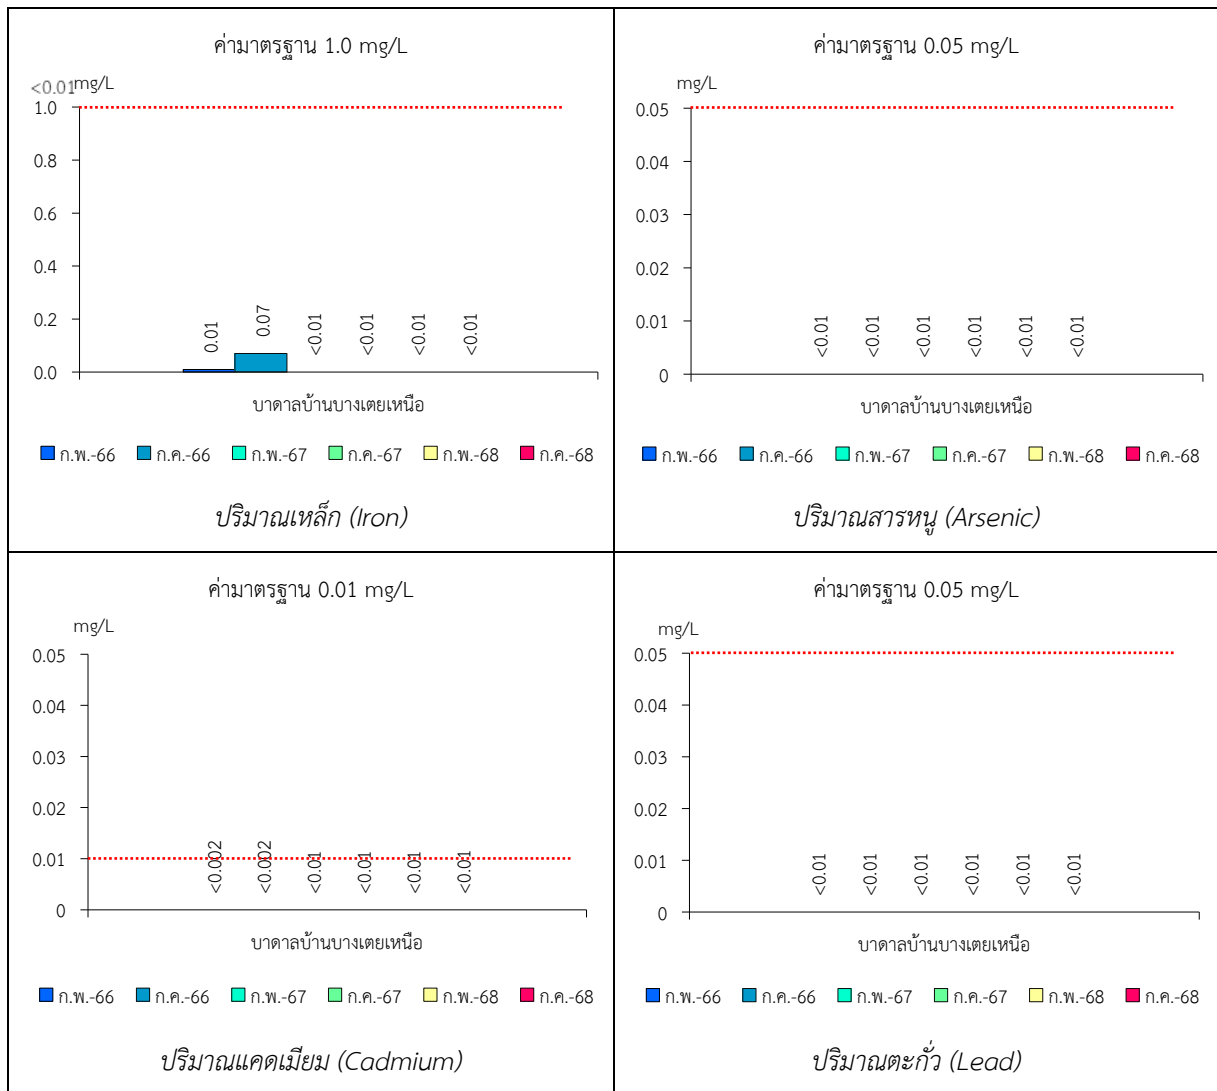 ค่ามาตรฐาน 1.0 mg/L
<0.01 mg/L
1.0
0.8
0.6
0.4
0.2
0.0
0.01 0.07 <0.01 <0.01 <0.01 <0.01
บาดาลบ้านบางเตยเหนือ
ก.พ.-66 ก.ค.-66 ก.พ.-67 ก.ค.-67 ก.พ.-68 ก.ค.-68
ปริมาณเหล็ก (Iron)
ค่ามาตรฐาน 0.05 mg/L
mg/L
0.05
0.04
0.03
0.02
0.01
0
<0.01 <0.01 <0.01 <0.01 <0.01 <0.01
บาดาลบ้านบางเตยเหนือ
ก.พ.-66 ก.ค.-66 ก.พ.-67 ก.ค.-67 ก.พ.-68 ก.ค.-68
ปริมาณสารหนู (Arsenic)
ค่ามาตรฐาน 0.01 mg/L
mg/L
0.05
0.04
0.03
0.02
0.01
0
<0.002 <0.002 <0.01 <0.01 <0.01 <0.01
บาดาลบ้านบางเตยเหนือ
ก.พ.-66 ก.ค.-66 ก.พ.-67 ก.ค.-67 ก.พ.-68 ก.ค.-68
ปริมาณแคดเมียม (Cadmium)
ค่ามาตรฐาน 0.05 mg/L
mg/L
0.05
0.04
0.03
0.02
0.01
0
<0.01 <0.01 <0.01 <0.01 <0.01 <0.01
บาดาลบ้านบางเตยเหนือ
ก.พ.-66 ก.ค.-66 ก.พ.-67 ก.ค.-67 ก.พ.-68 ก.ค.-68
ปริมาณตะกั่ว (Lead)